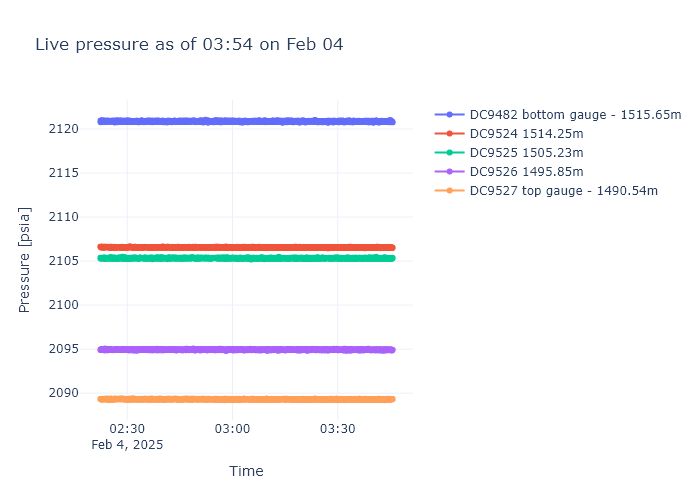 Live pressure as of 03:54 on Feb 04
DC9482 bottom gauge - 1515.65m
DC9524 1514.25m
DC9525 1505.23m
DC9526 1495.85m
DC9527 top gauge - 1490.54m
Pressure [psia]
2120
2115
2110
2105
2100
2095
2090
02:30
03:00
03:30
Feb 4, 2025
Time